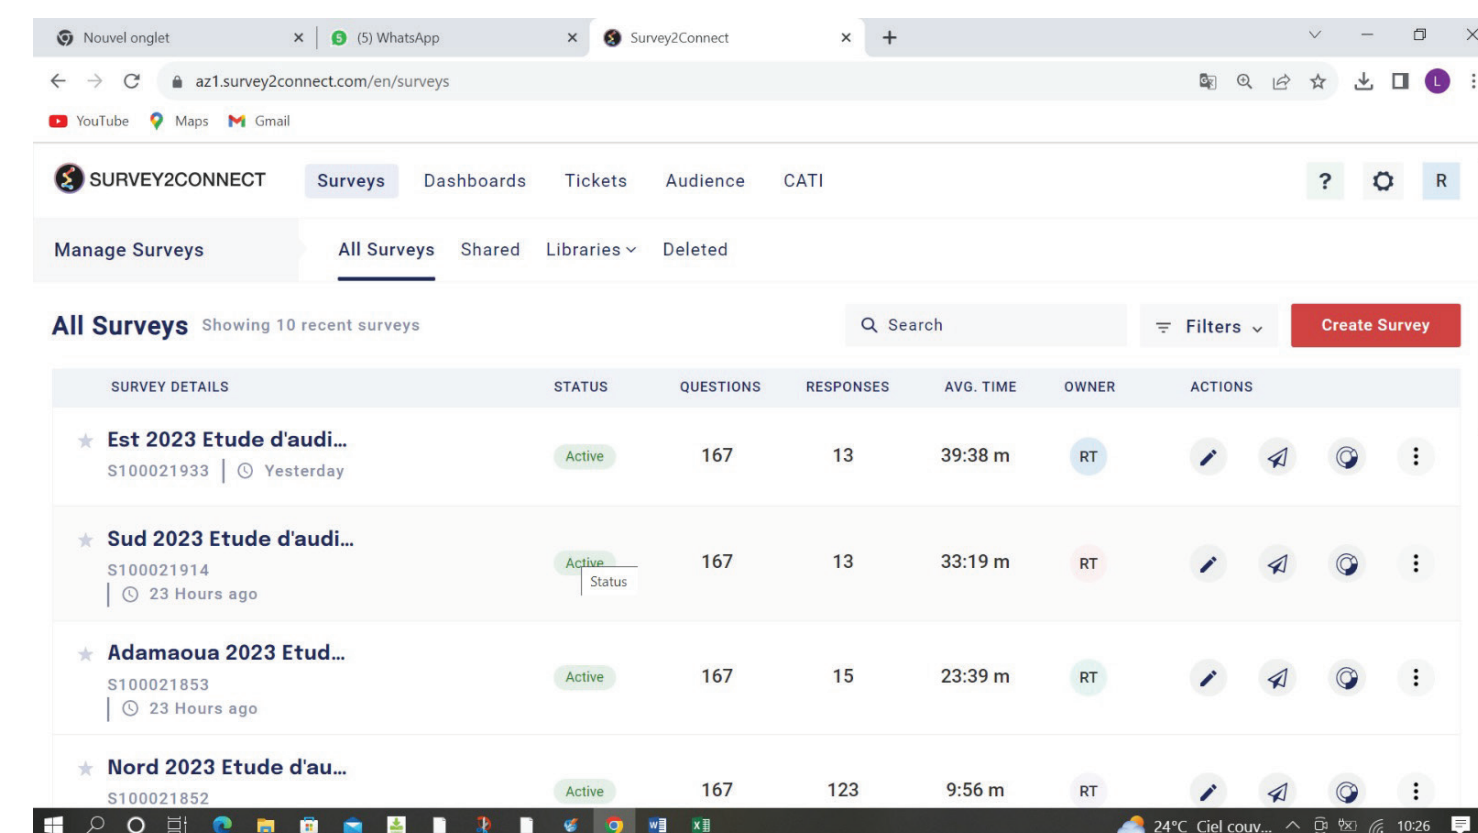 Nouvel onglet
(5) WhatsApp
Survey2Connect
az1.survey2connect.com/en/surveys
L
YouTube Maps Gmail
SURVEY2CONNECT Surveys Dashboards Tickets Audience CATI ? R
Manage Surveys All Surveys Shared Libraries Deleted
All Surveys Showing 10 recent surveys Search Filters Create Survey
SURVEY DETAILS STATUS QUESTIONS RESPONSES AVG. TIME OWNER ACTIONS
Est 2023 Etude d'audi...
S100021933 Yesterday
Active 167 13 39:38 m RT
Sud 2023 Etude d'audi...
S100021914
23 Hours ago
Active 167 13 33:19 m RT
Status
Adamaoua 2023 Etud...
S100021853
23 Hours ago
Active 167 15 23:39 m RT
Nord 2023 Etude d'au...
S100021852
Active 167 123 9:56 m RT
24°C Ciel couv... 10:26